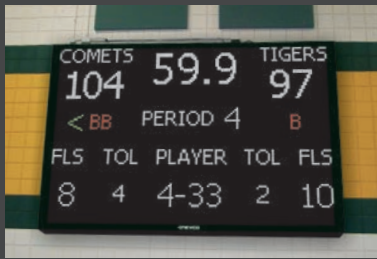 COMETS 59.9 TIGERS
104 97
< BB PERIOD 4 B
FLS TOL PLAYER TOL FLS
8 4 4-33 2 10